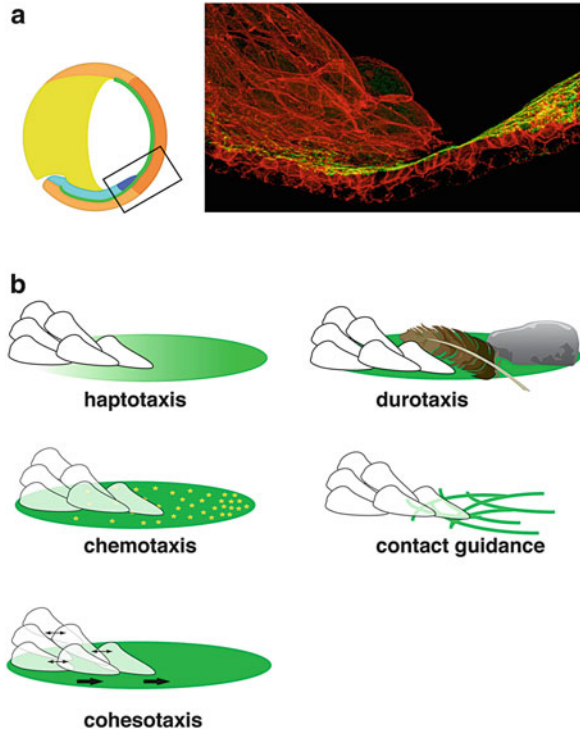 a
b
haptotaxis
durotaxis
chemotaxis
contact guidance
cohesotaxis